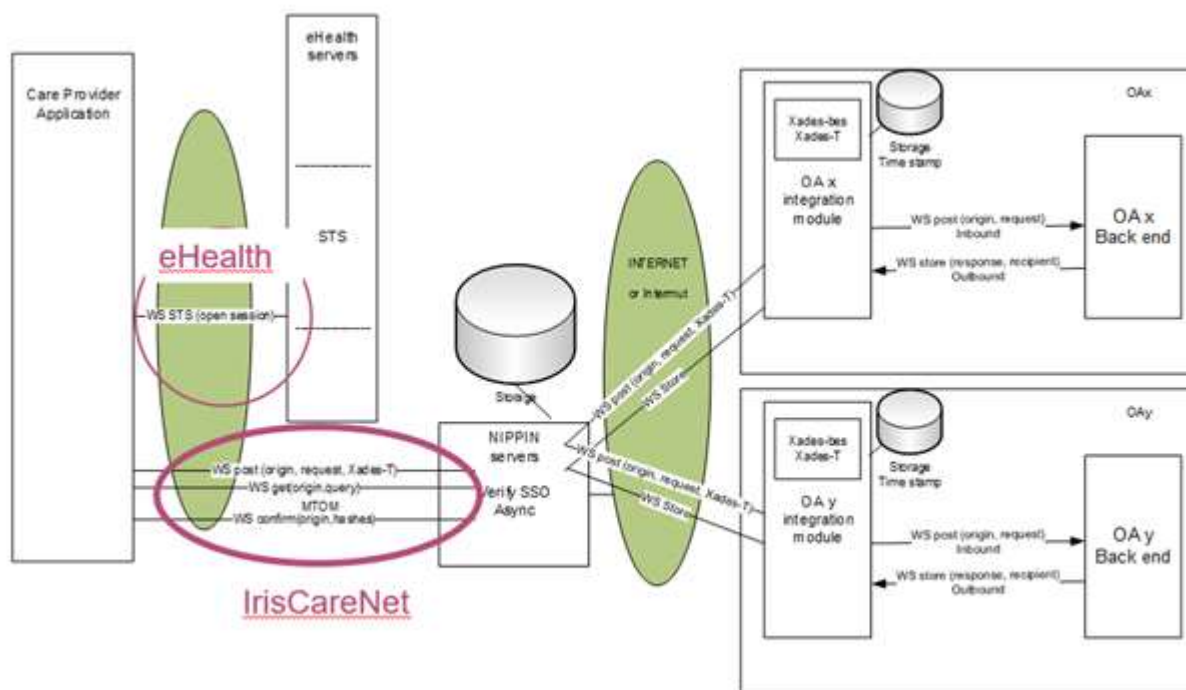 Care Provider
Application
eHealth
servers
STS
eHealth
WS STS (open session)
Storage
NIPPIN
servers
Verify SSO
Async
WS post (origin, request, Xades-T)
WS get(origin,query)
MTOM
WS confirm(origin,hashes)
IrisCareNet
INTERNET
or Internut
WS post (origin, request, Xades-T)
WS Store
WS post (origin, request, Xades-T)
WS Store
OAx
Xades-bes
Xades-T
Storage
Time stamp
OA x
integration
module
WS post (origin, request)
Inbound
WS store (response, recipient)
Outbound
OA x
Back end
OAy
Xades-bes
Xades-T
Storage
Time stamp
OA y
integration
module
WS post (origin, request)
Inbound
WS store (response, recipient)
Outbound
OA y
Back end